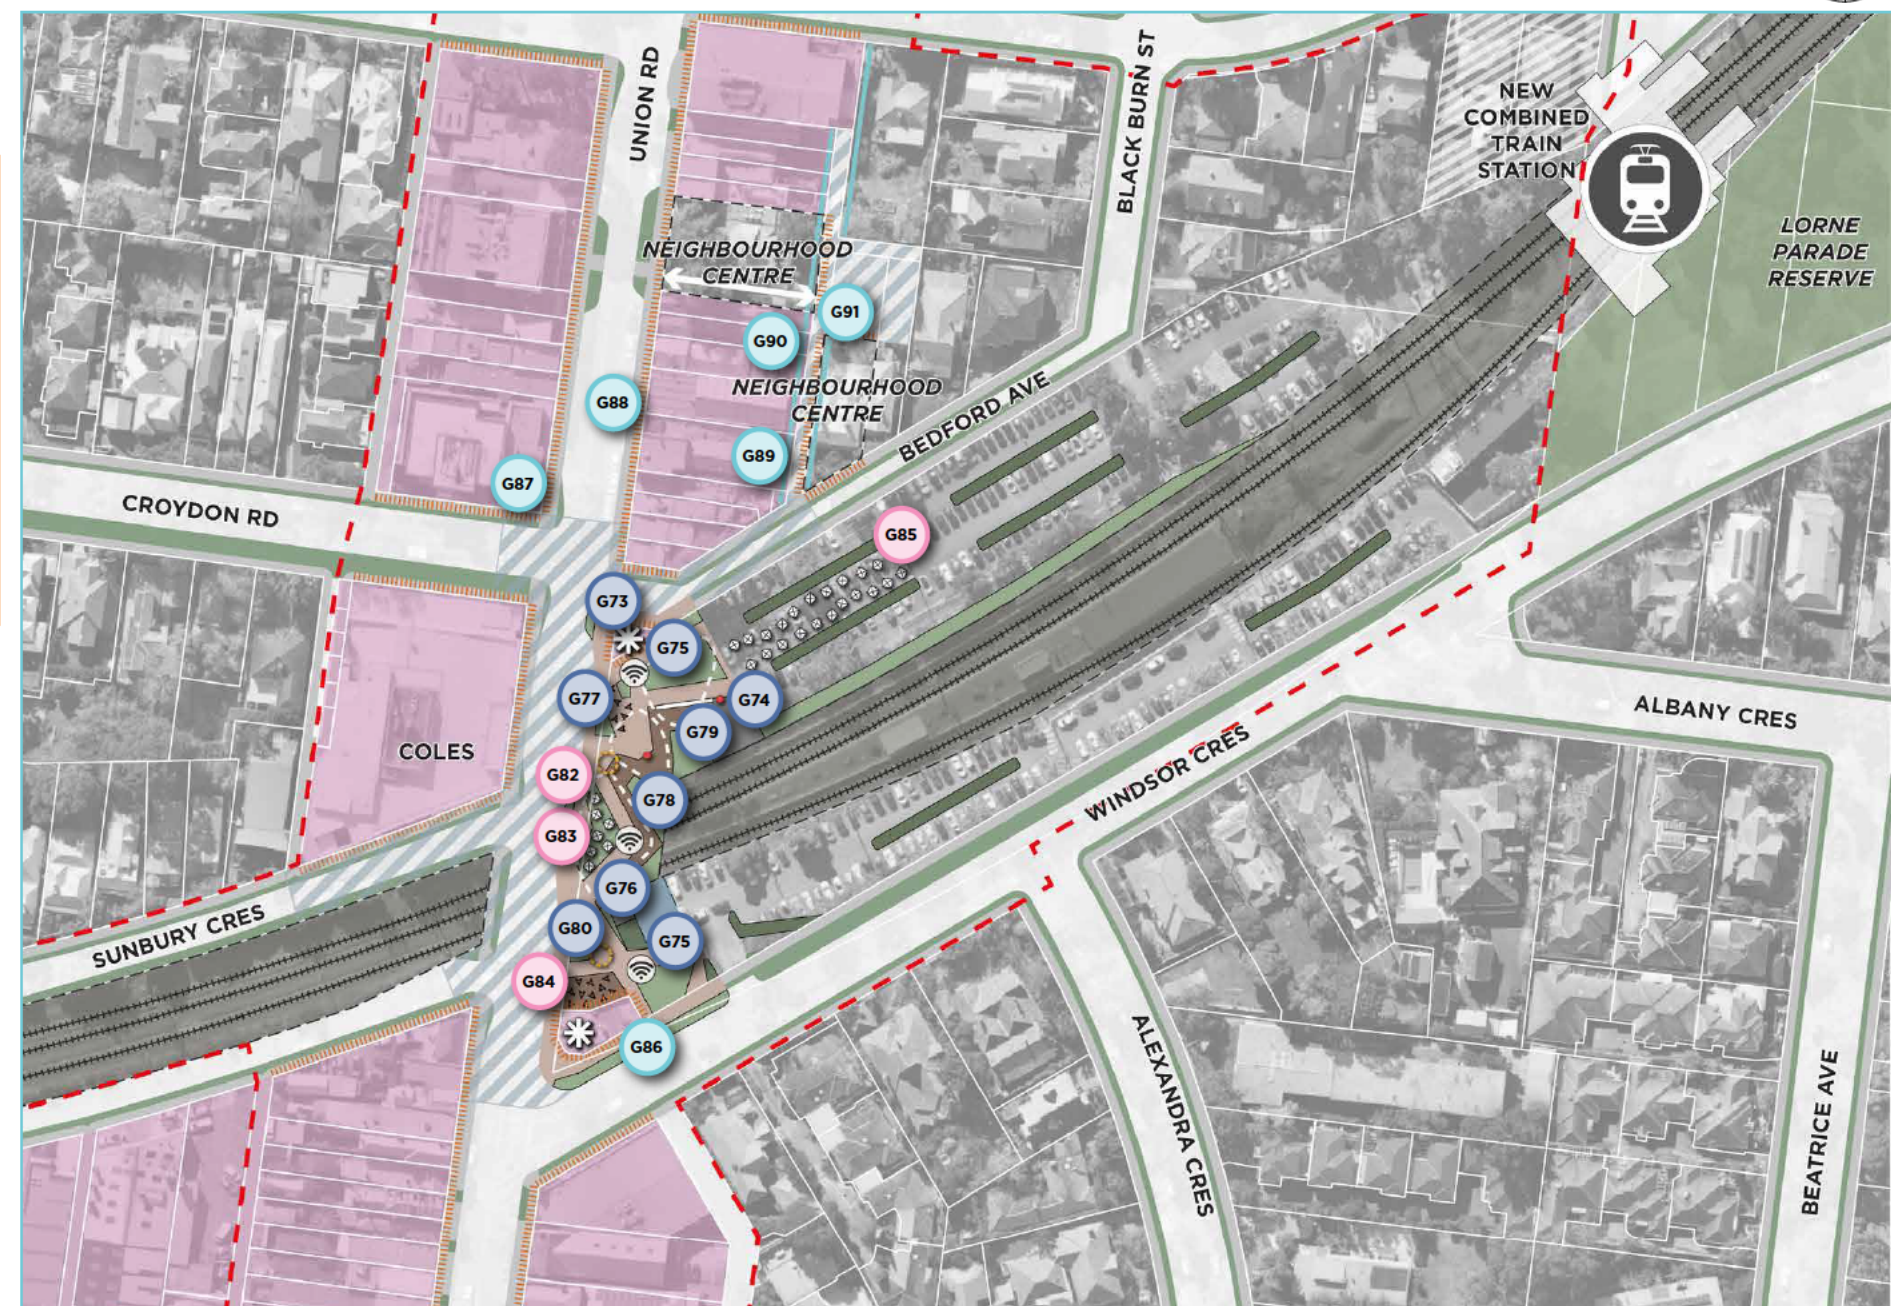 UNION RD
BLACK BURN ST
NEW
COMBINED
TRAIN
STATION
LORNE
PARADE
RESERVE
NEIGHBOURHOOD
CENTRE
G91
G90
G88
NEIGHBOURHOOD
CENTRE
BEDFORD AVE
G89
G87
CROYDON RD
G85
G73
G75
G77
G74
G79
ALBANY CRES
COLES
G82
G78
WINDSOR CRES
G83
G76
SUNBURY CRES
G80
G75
G84
G86
ALEXANDRA CRES
BEATRICE AVE